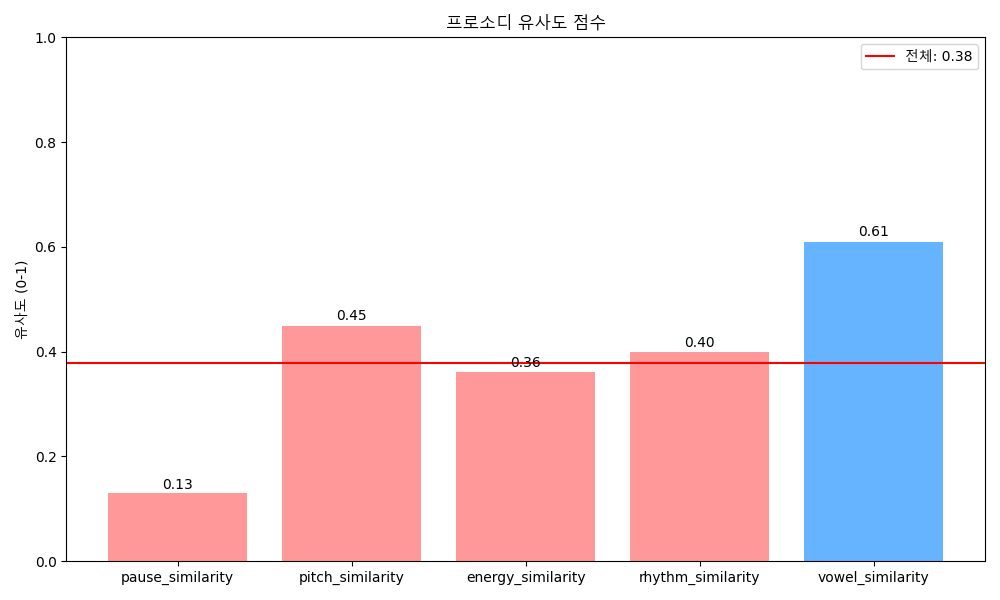 프로소디 유사도 점수
전체: 0.38
유사도 (0-1)
1.0
0.8
0.6
0.4
0.2
0.0
0.13
0.45
0.36
0.40
0.61
pause_similarity
pitch_similarity
energy_similarity
rhythm_similarity
vowel_similarity